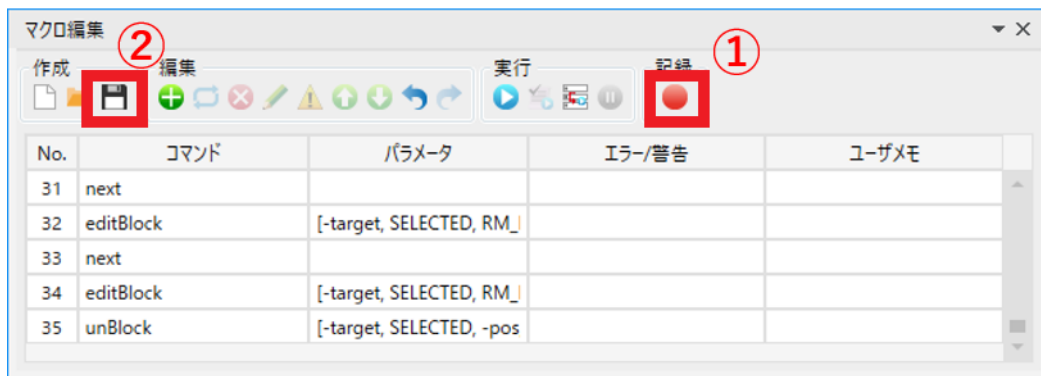 マクロ編集
② ①
作成 編集 実行 記録
No. コマンド パラメータ エラー/警告 ユーザメモ
31 next
32 editBlock [-target, SELECTED, RM_
33 next
34 editBlock [-target, SELECTED, RM_
35 unBlock [-target, SELECTED, -pos